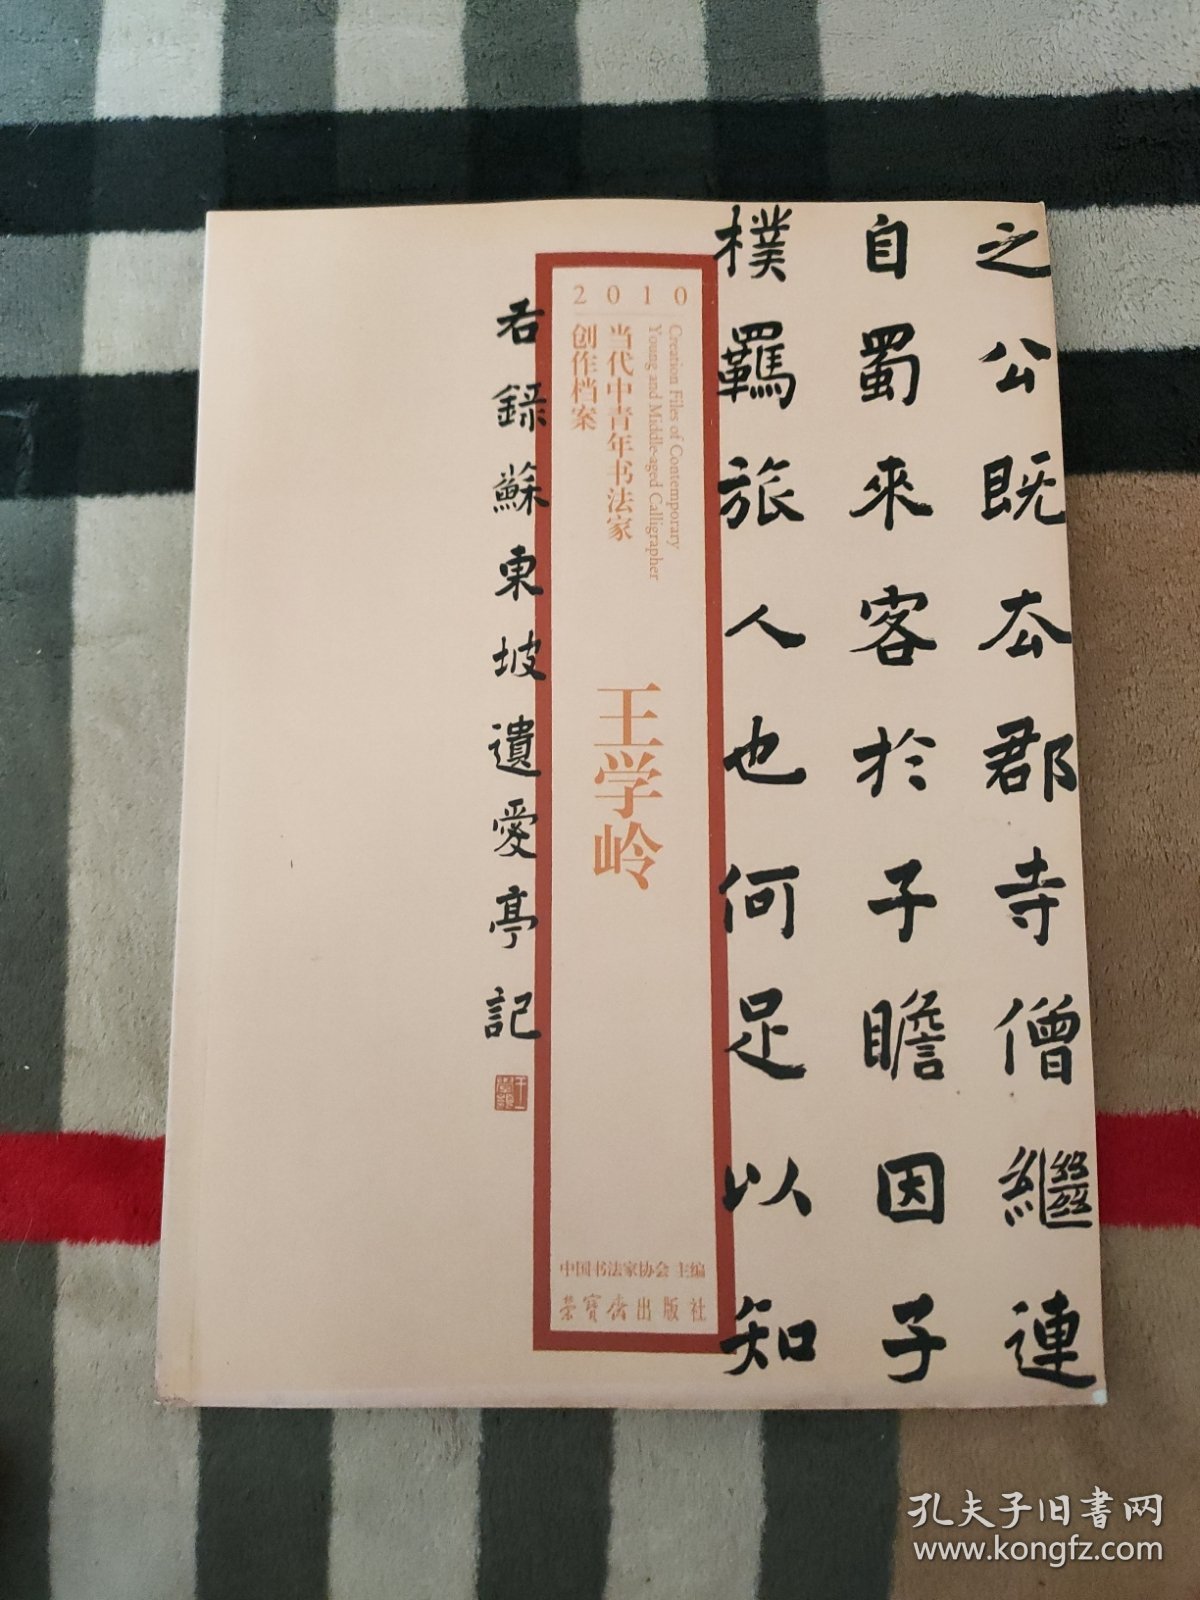 之公既去郡寺僧繼連
自蜀來客於子瞻因子
樸羈旅人也何足以知
2010
Creation Files of Contemporary
Young and Middle-aged Calligrapher
当代中青年书法家
创作档案
王学岭
中国书法家协会 主编
荣宝斋出版社
右錄蘇東坡遺愛亭記
孔夫子旧书网
www.kongfz.com